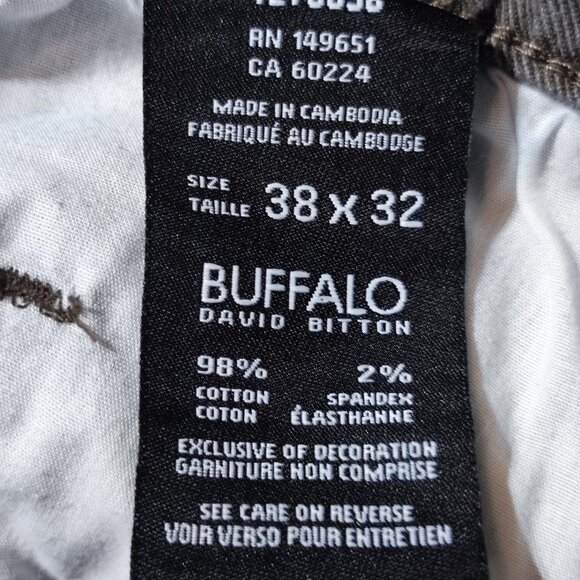 RN 149651
CA 60224
MADE IN CAMBODIA
FABRIQUÉ AU CAMBODGE
SIZE
TAILLE 38 X 32
BUFFALO
DAVID BITTON
98% 2%
COTTON SPANDEX
COTON ÉLASTHANNE
EXCLUSIVE OF DECORATION
GARNITURE NON COMPRISE
SEE CARE ON REVERSE
VOIR VERSO POUR ENTRETIEN